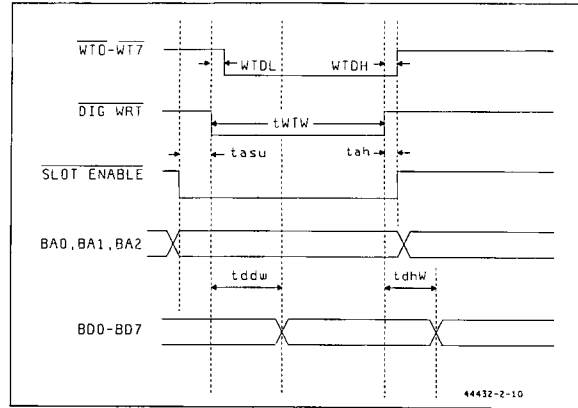 WT0-WT7
WTDL
WTDH
DIG WRT
tWTW
tasu
tah
SLOT ENABLE
BA0,BA1,BA2
tddw
tdhW
BD0-BD7
44432-2-10